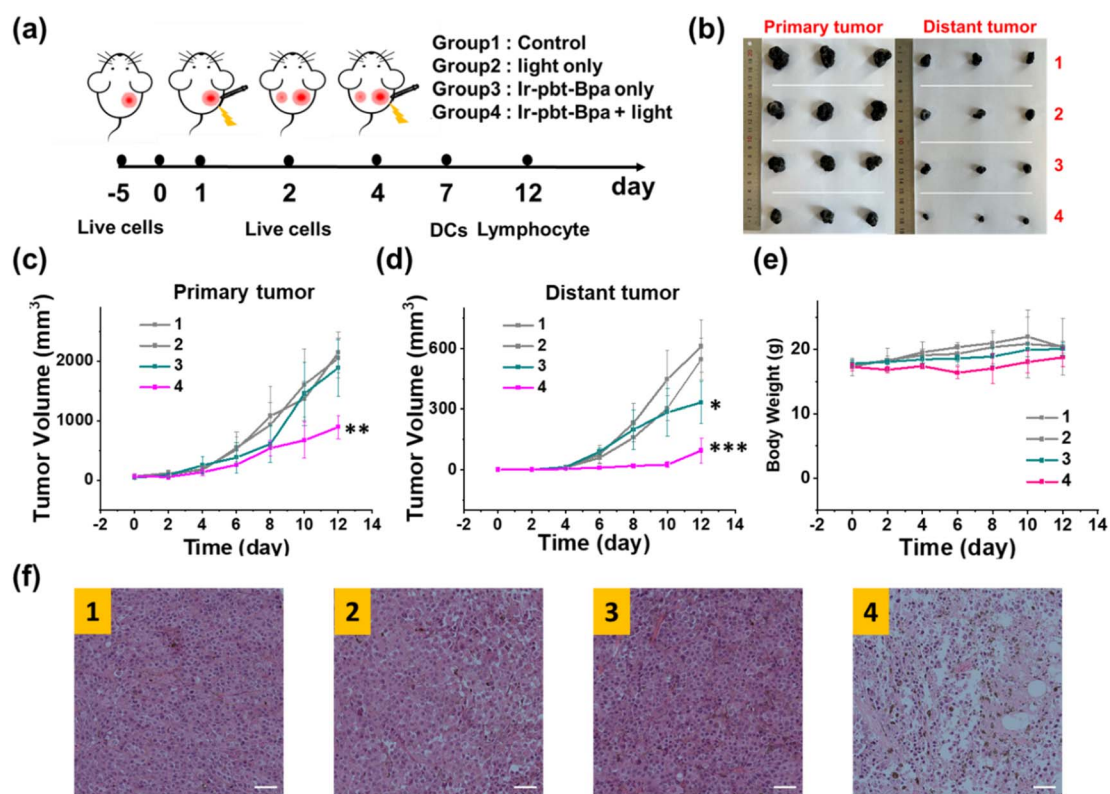 (a)
Group1 : Control
Group2 : light only
Group3 : Ir-pbt-Bpa only
Group4 : Ir-pbt-Bpa + light
-5 0 1 2 4 7 12 day
Live cells Live cells DCs Lymphocyte
(b)
Primary tumor Distant tumor
1
2
3
4
(c)
Primary tumor
Tumor Volume (mm³)
2000
1000
0
1
2
3
4
**
-2 0 2 4 6 8 10 12 14
Time (day)
(d)
Distant tumor
Tumor Volume (mm³)
600
300
0
1
2
3
4
*
***
-2 0 2 4 6 8 10 12 14
Time (day)
(e)
Body Weight (g)
20
10
0
1
2
3
4
-2 0 2 4 6 8 10 12 14
Time (day)
(f)
1 2 3 4